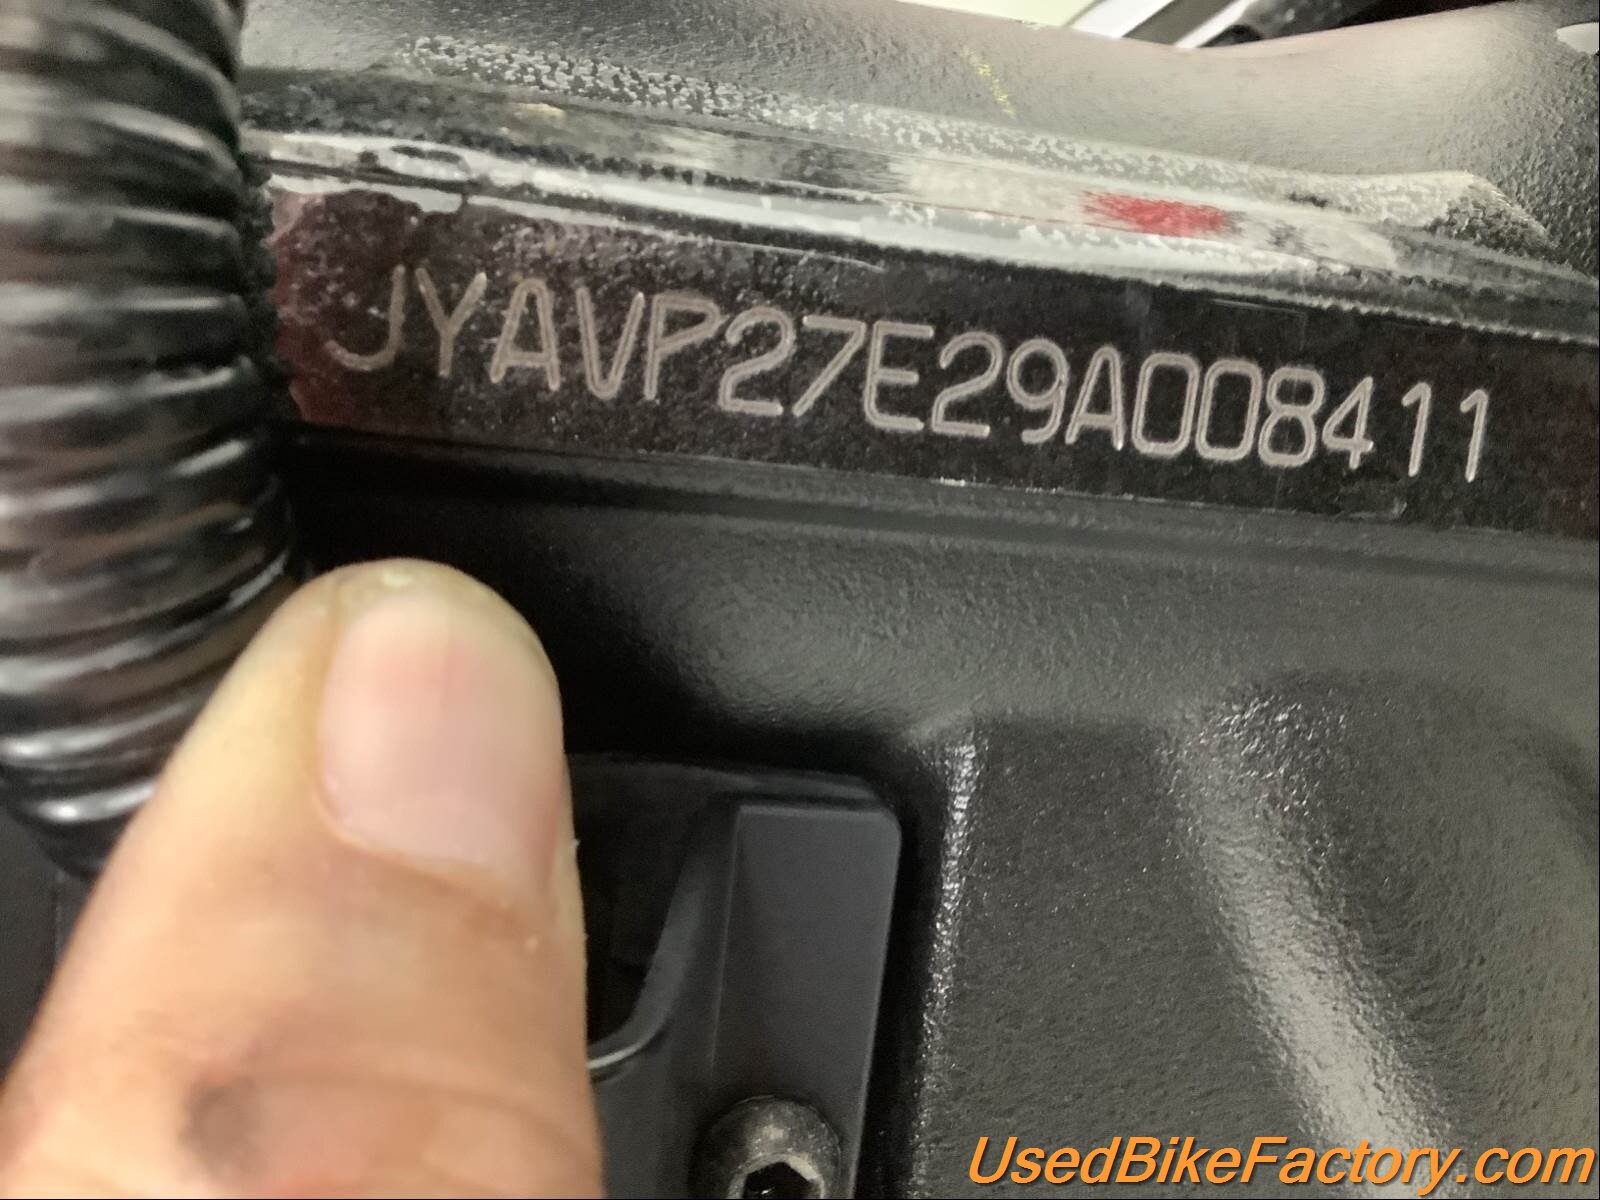 JYAVP27E29A008411
UsedBikeFactory.com